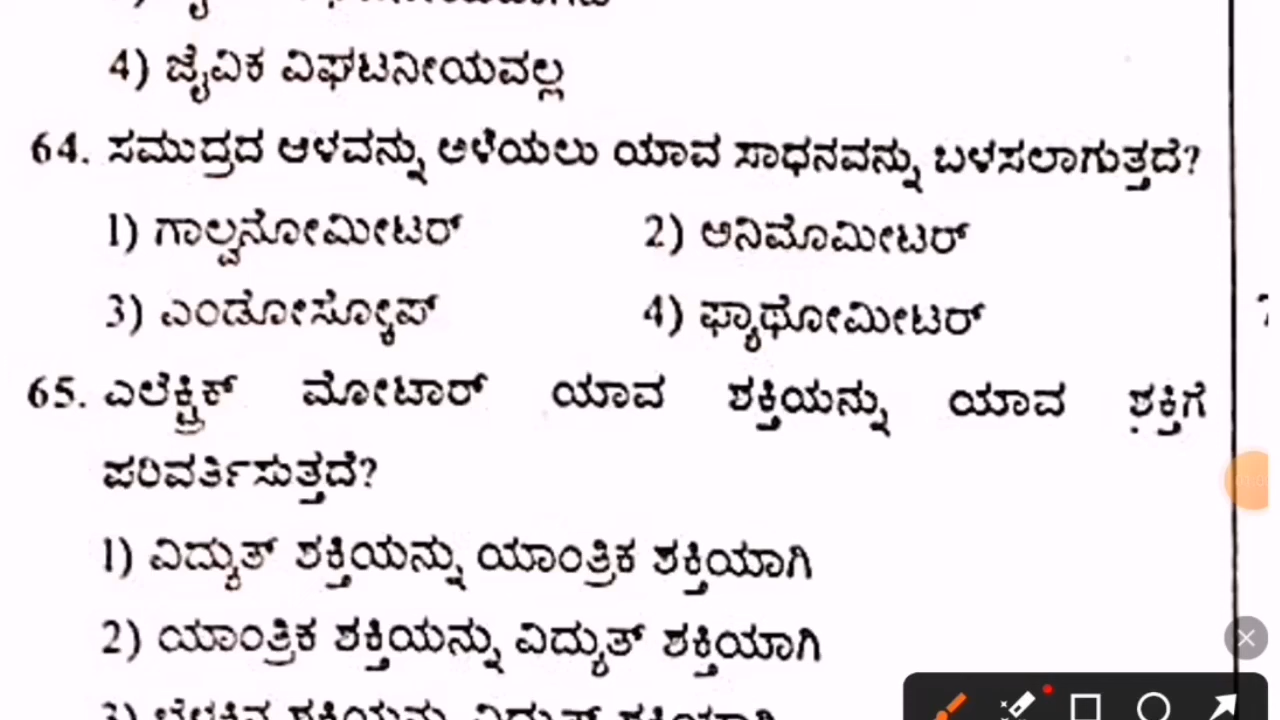 4) ಜೈವಿಕ ವಿಘಟನೀಯವಲ್ಲ
64. ಸಮುದ್ರದ ಆಳವನ್ನು ಅಳೆಯಲು ಯಾವ ಸಾಧನವನ್ನು ಬಳಸಲಾಗುತ್ತದೆ?
1) ಗಾಲ್ವನೋಮೀಟರ್ 2) ಅನಿಮೊಮೀಟರ್
3) ಎಂಡೋಸ್ಕೋಪ್ 4) ಫ್ಯಾಥೋಮೀಟರ್
65. ಎಲೆಕ್ಟ್ರಿಕ್ ಮೋಟಾರ್ ಯಾವ ಶಕ್ತಿಯನ್ನು ಯಾವ ಶಕ್ತಿಗೆ
ಪರಿವರ್ತಿಸುತ್ತದೆ?
1) ವಿದ್ಯುತ್ ಶಕ್ತಿಯನ್ನು ಯಾಂತ್ರಿಕ ಶಕ್ತಿಯಾಗಿ
2) ಯಾಂತ್ರಿಕ ಶಕ್ತಿಯನ್ನು ವಿದ್ಯುತ್ ಶಕ್ತಿಯಾಗಿ